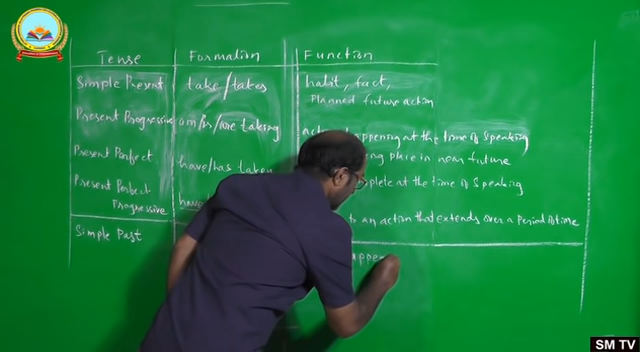 Tense Formation Function
Simple Present take/takes habit, fact,
Planned future action
Present Progressive am/is/are taking
at the time of speaking
Present Perfect have/has taken place in near future
Present Perfect at the time of speaking
Progressive have
to an action that extends over a period of time
Simple Past
SM TV